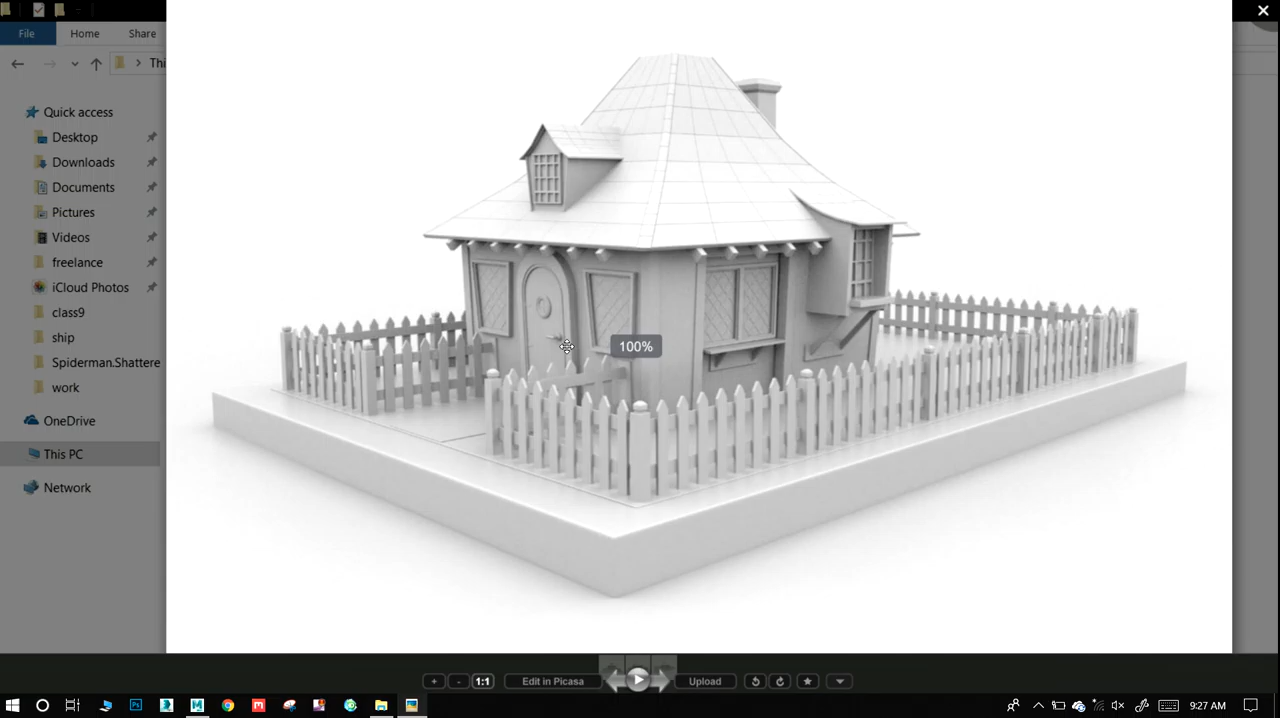 File
Home
Share
Thi
Quick access
Desktop
Downloads
Documents
Pictures
Videos
freelance
iCloud Photos
class9
ship
Spiderman.Shattere
work
OneDrive
This PC
Network
100%
+
-
1:1
Edit in Picasa
Upload
9:27 AM